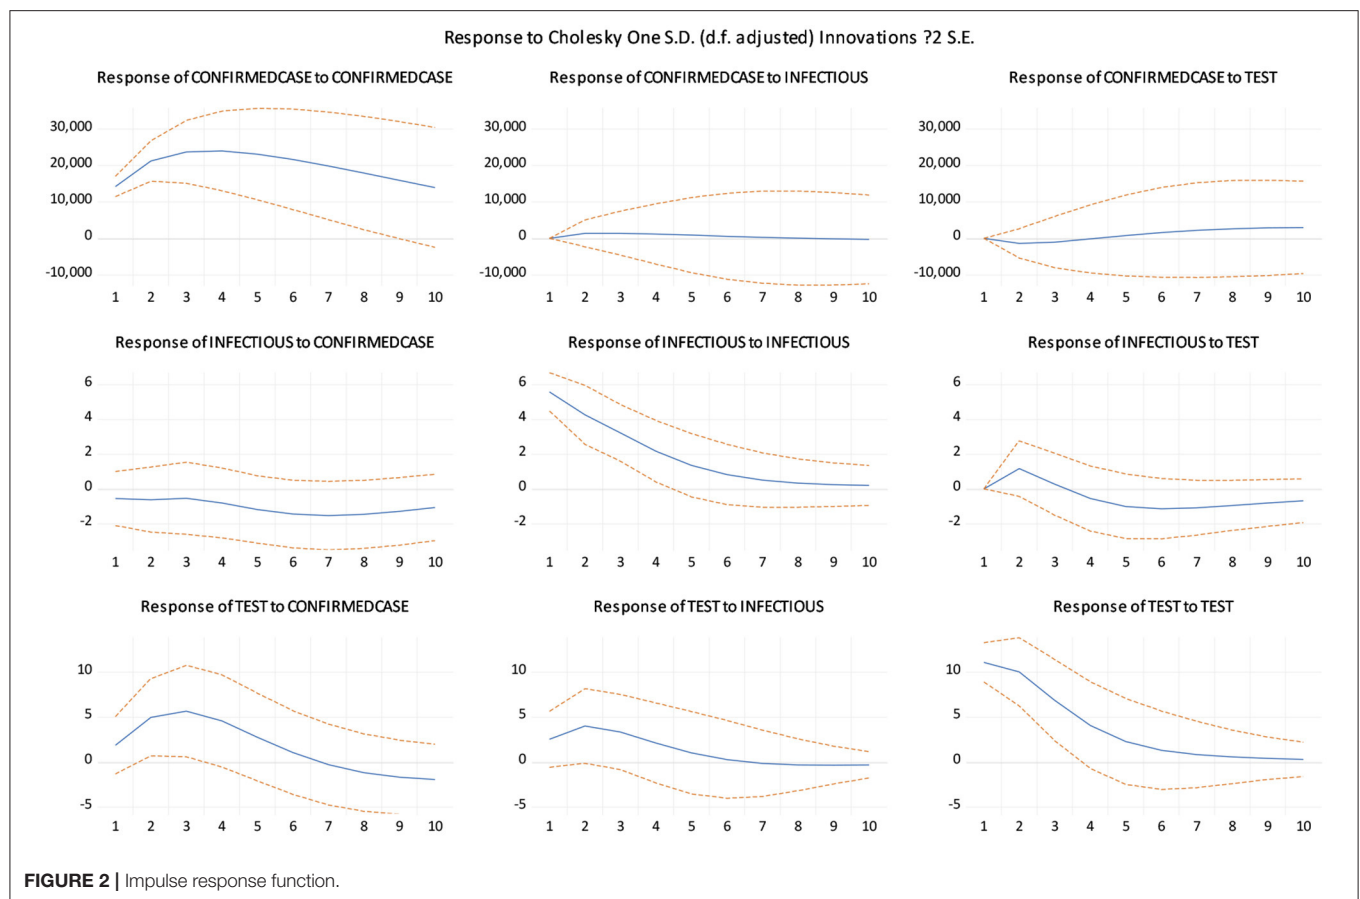 Response to Cholesky One S.D. (d.f. adjusted) Innovations ?2 S.E.
Response of CONFIRMEDCASE to CONFIRMEDCASE
30,000
20,000
10,000
0
-10,000
1 2 3 4 5 6 7 8 9 10
Response of CONFIRMEDCASE to INFECTIOUS
30,000
20,000
10,000
0
-10,000
1 2 3 4 5 6 7 8 9 10
Response of CONFIRMEDCASE to TEST
30,000
20,000
10,000
0
-10,000
1 2 3 4 5 6 7 8 9 10
Response of INFECTIOUS to CONFIRMEDCASE
6
4
2
0
-2
1 2 3 4 5 6 7 8 9 10
Response of INFECTIOUS to INFECTIOUS
6
4
2
0
-2
1 2 3 4 5 6 7 8 9 10
Response of INFECTIOUS to TEST
6
4
2
0
-2
1 2 3 4 5 6 7 8 9 10
Response of TEST to CONFIRMEDCASE
10
5
0
-5
1 2 3 4 5 6 7 8 9 10
Response of TEST to INFECTIOUS
10
5
0
-5
1 2 3 4 5 6 7 8 9 10
Response of TEST to TEST
10
5
0
-5
1 2 3 4 5 6 7 8 9 10
FIGURE 2 | Impulse response function.